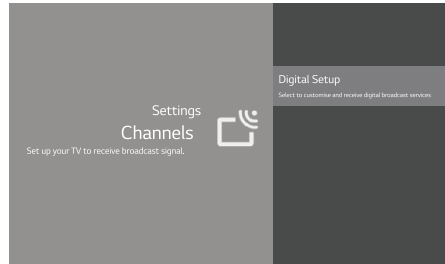 Settings
Channels
Set up your TV to receive broadcast signal.
Digital Setup
Select to customise and receive digital broadcast services